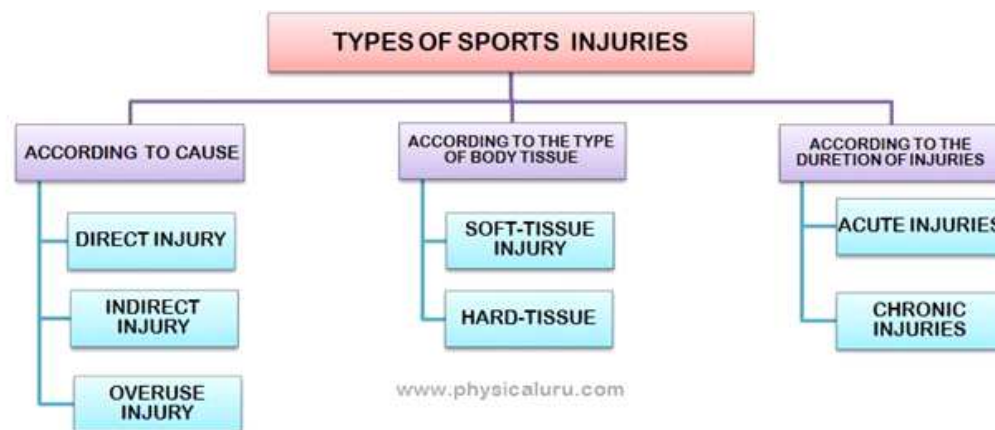 TYPES OF SPORTS INJURIES
ACCORDING TO CAUSE
DIRECT INJURY
INDIRECT
INJURY
OVERUSE
INJURY
ACCORDING TO THE TYPE
OF BODY TISSUE
SOFT-TISSUE
INJURY
HARD-TISSUE
ACCORDING TO THE
DURETION OF INJURIES
ACUTE INJURIES
CHRONIC
INJURIES
www.physicaluru.com